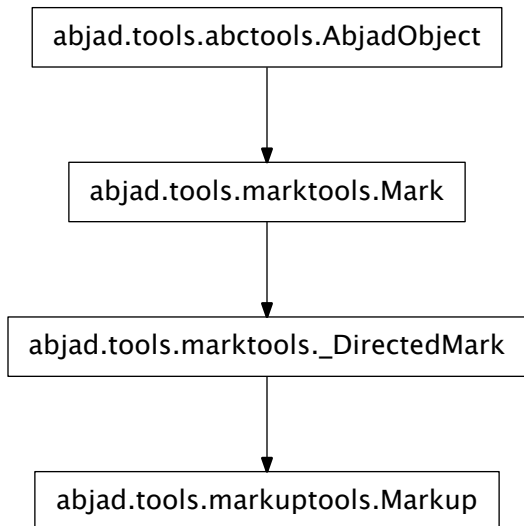 abjad.tools.abctools.AbjadObject
abjad.tools.marktools.Mark
abjad.tools.marktools._DirectedMark
abjad.tools.markuptools.Markup